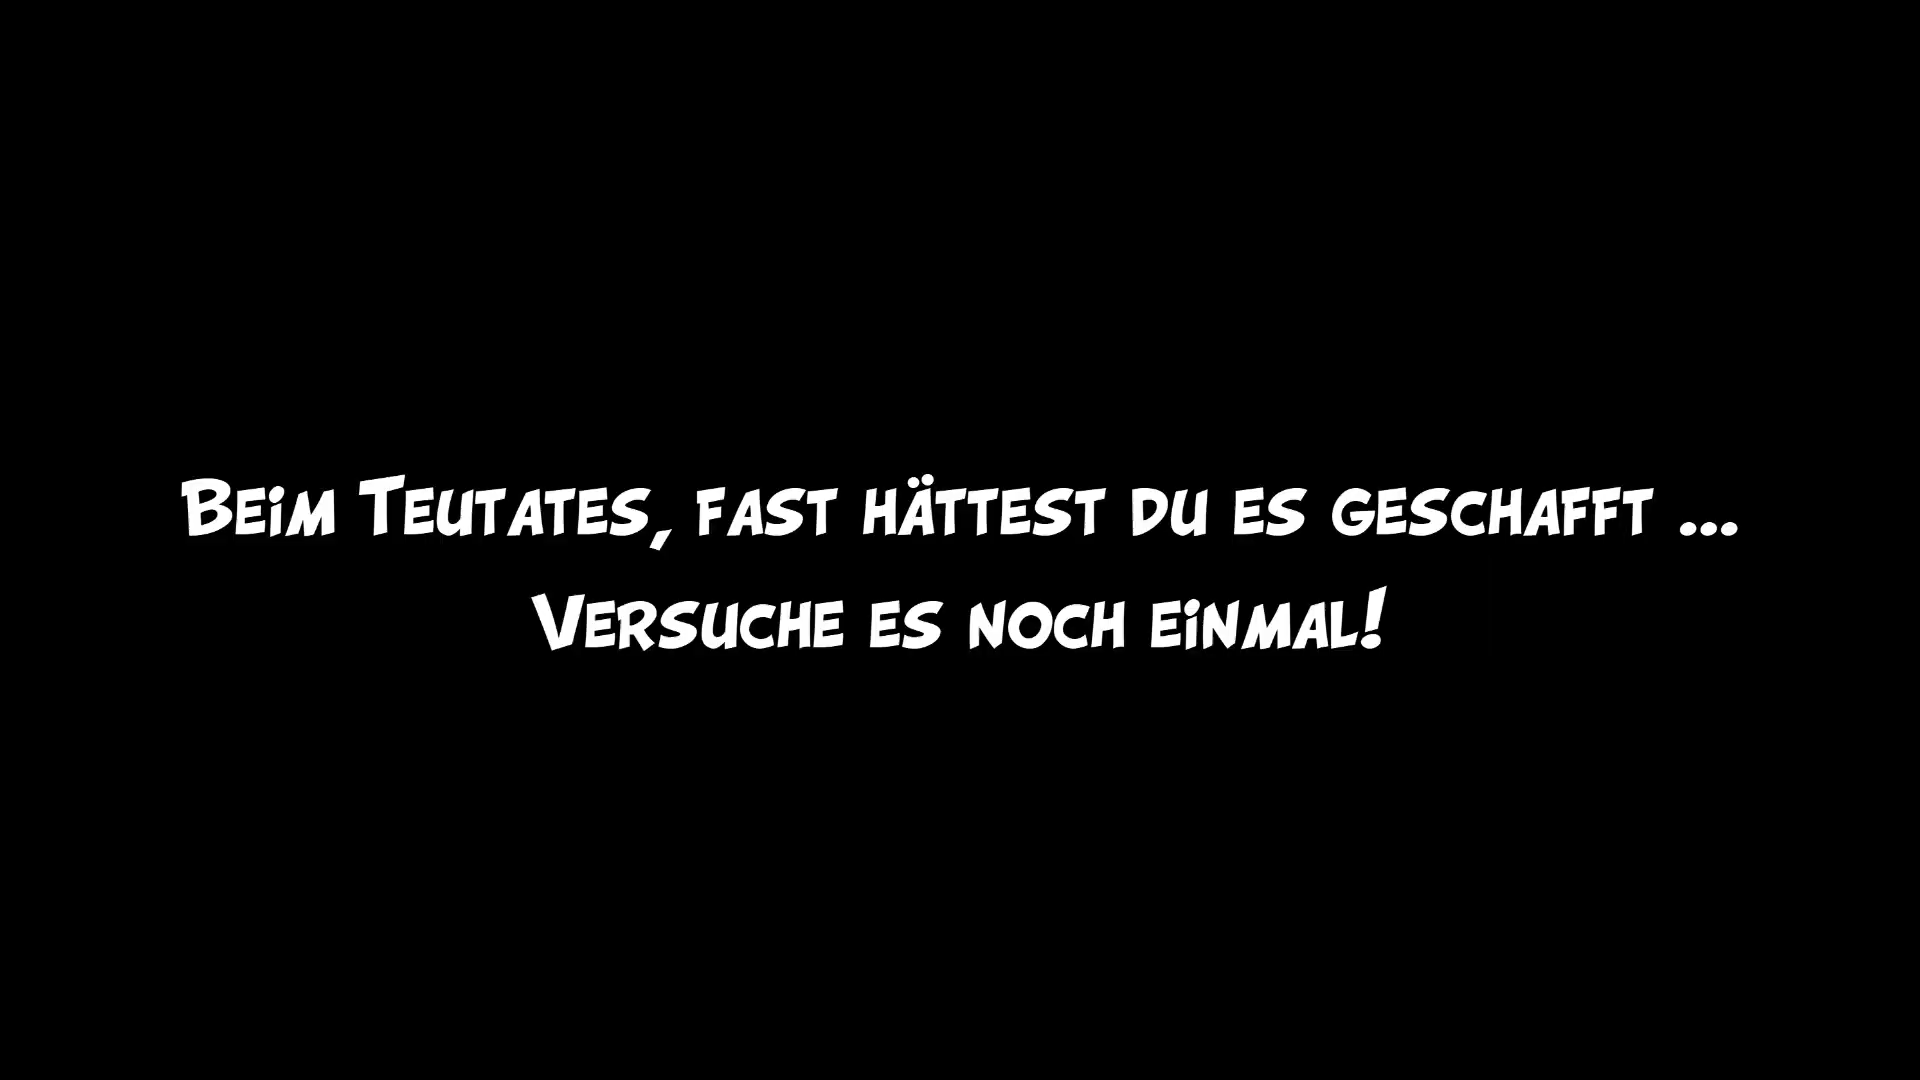 Beim Teutates, fast hättest du es geschafft ...
Versuche es noch einmal!